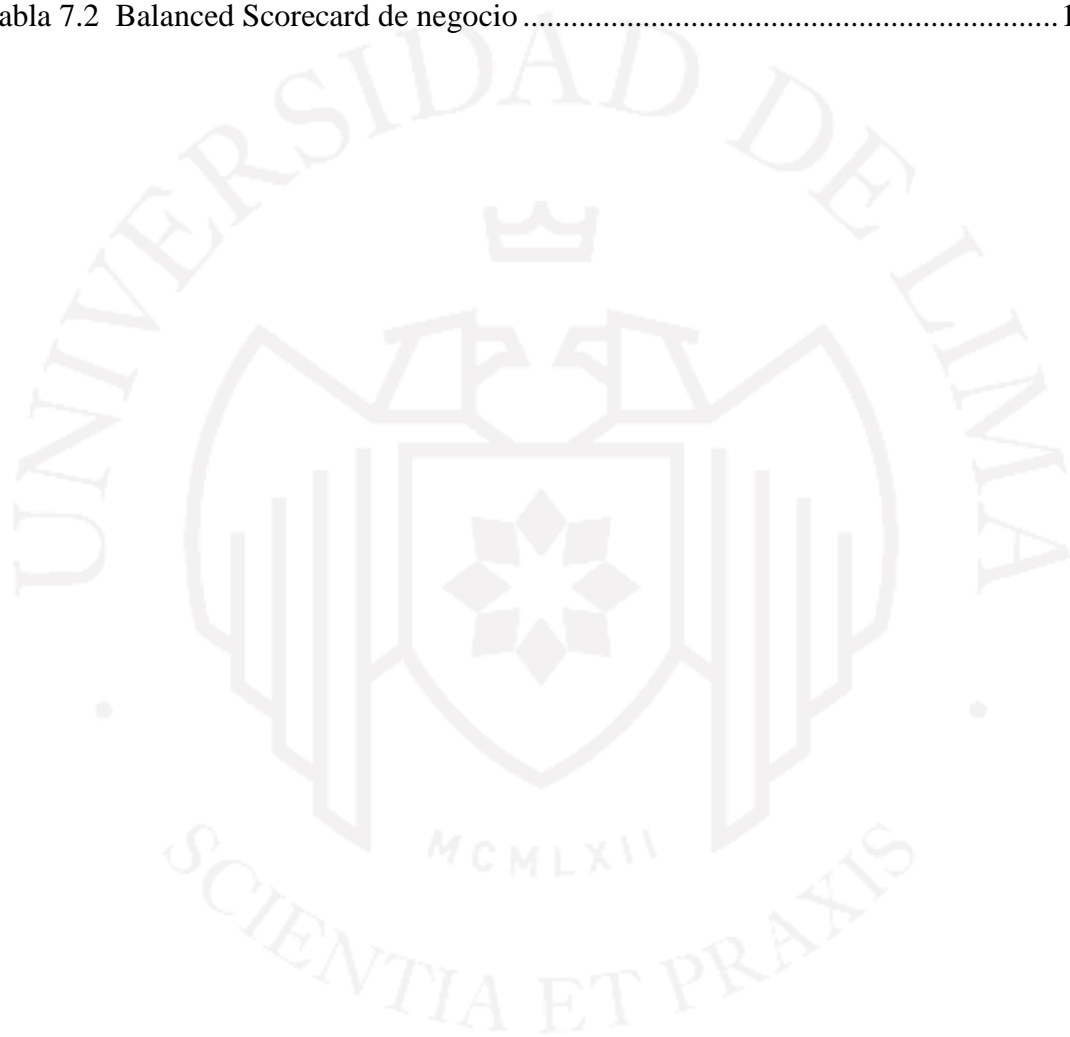 abla 7.2 Balanced Scorecard de negocio ............................................................... 1
UNIVERSIDAD DE LIMA
MCMLXII
SCIENTIA ET PRAXIS